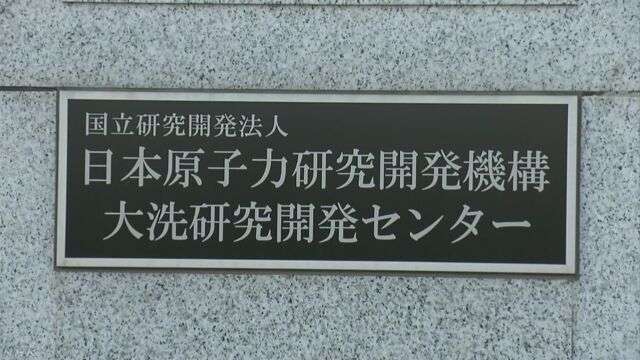 国立研究開発法人
日本原子力研究開発機構
大洗研究開発センター